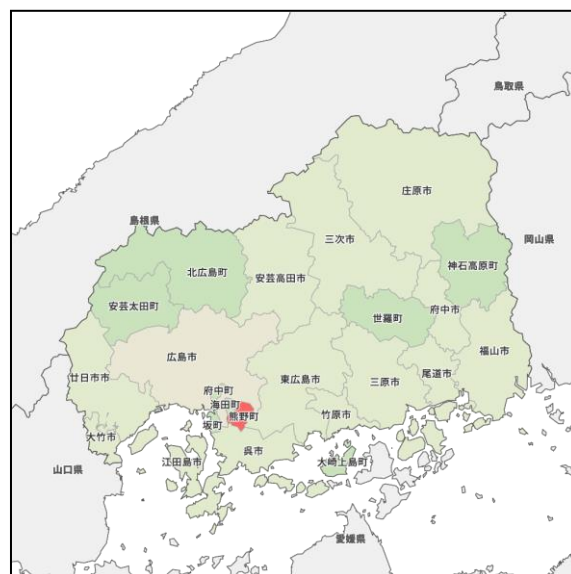 鳥取県
庄原市
島根県
三次市
岡山県
北広島町
安芸高田市
神石高原町
安芸太田町
世羅町
府中市
広島市
福山市
廿日市市
東広島市
三原市
尾道市
府中町
海田町
熊野町
竹原市
坂町
大竹市
呉市
江田島市
大崎上島町
山口県
愛媛県